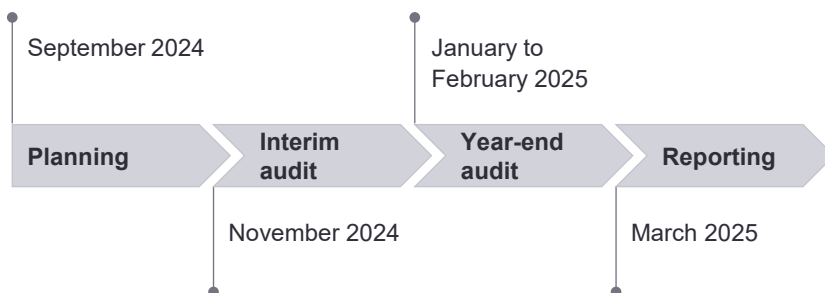 September 2024
January to
February 2025
Planning
Interim
audit
Year-end
audit
Reporting
November 2024
March 2025